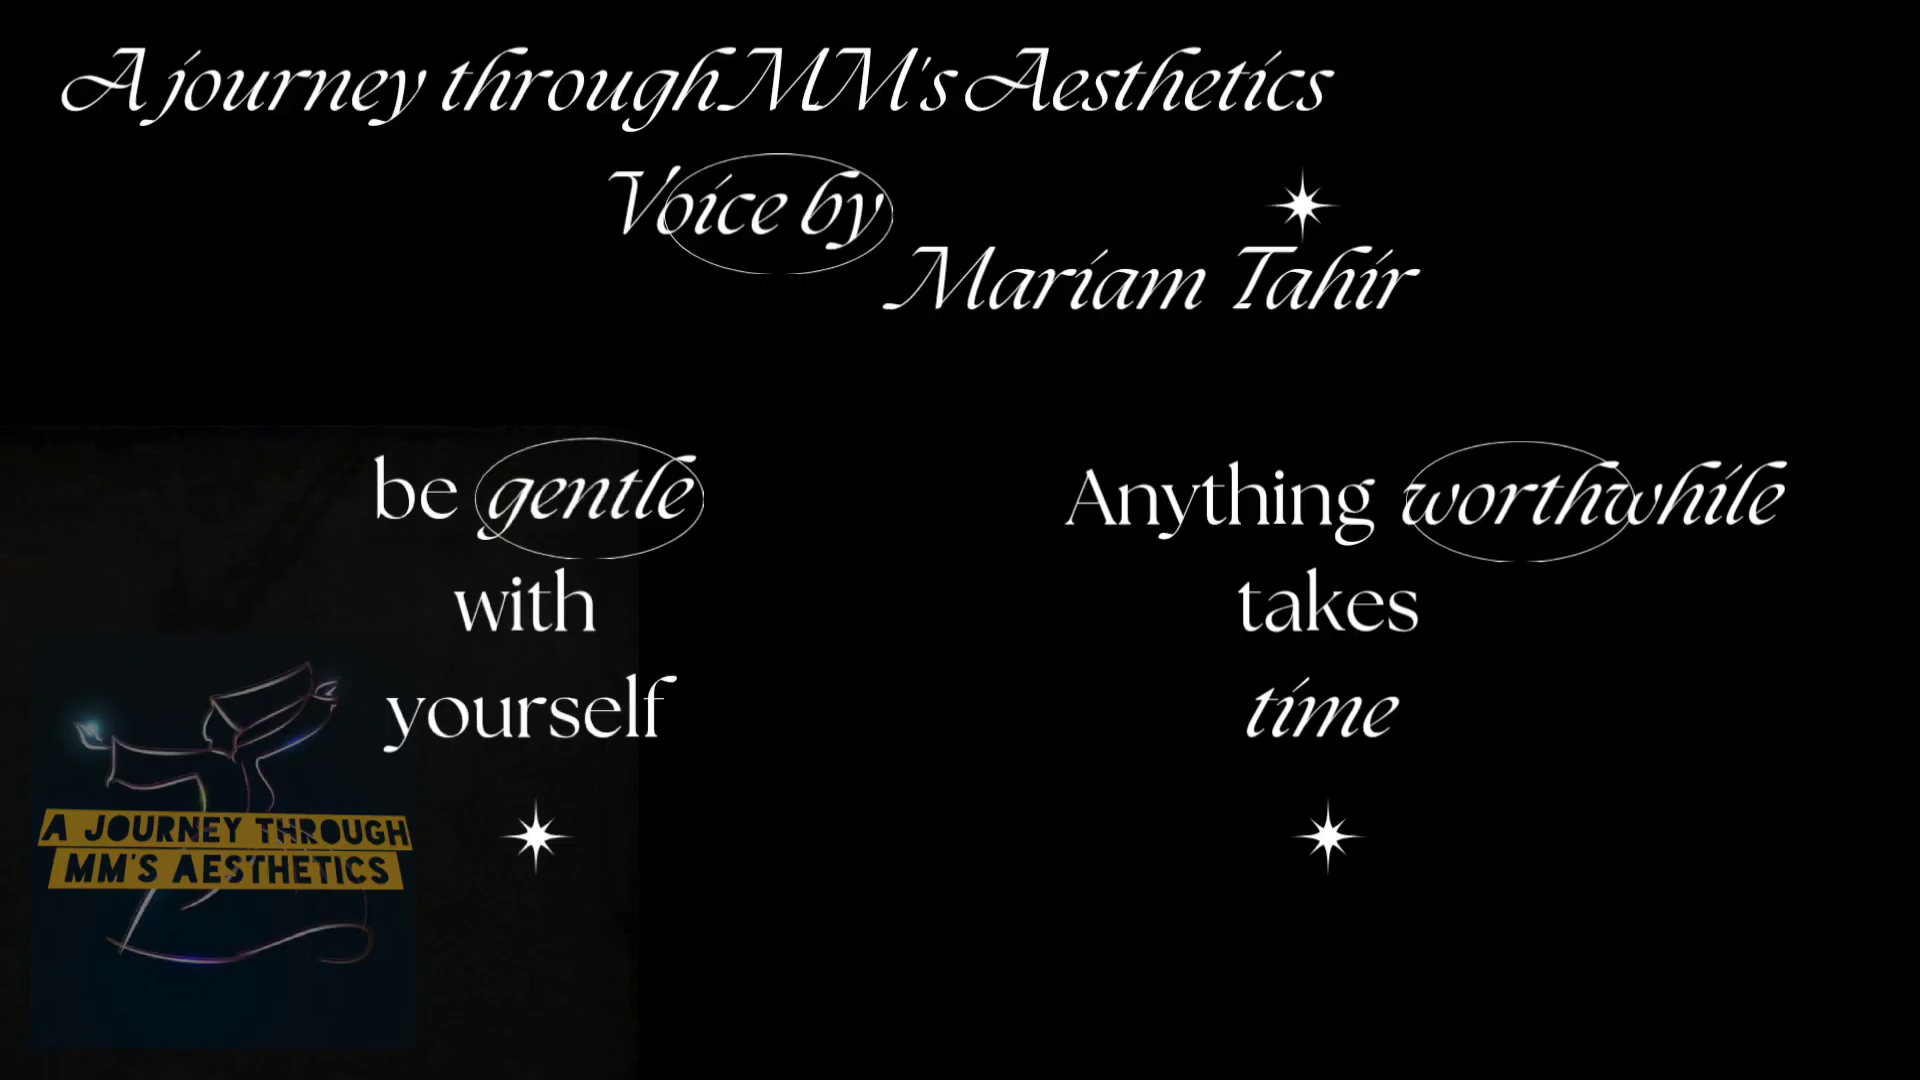 A journey through MM's Aesthetics
Voice by
Mariam Tahir
be gentle
with
yourself
Anything worthwhile
takes
time
A JOURNEY THROUGH
MM'S AESTHETICS